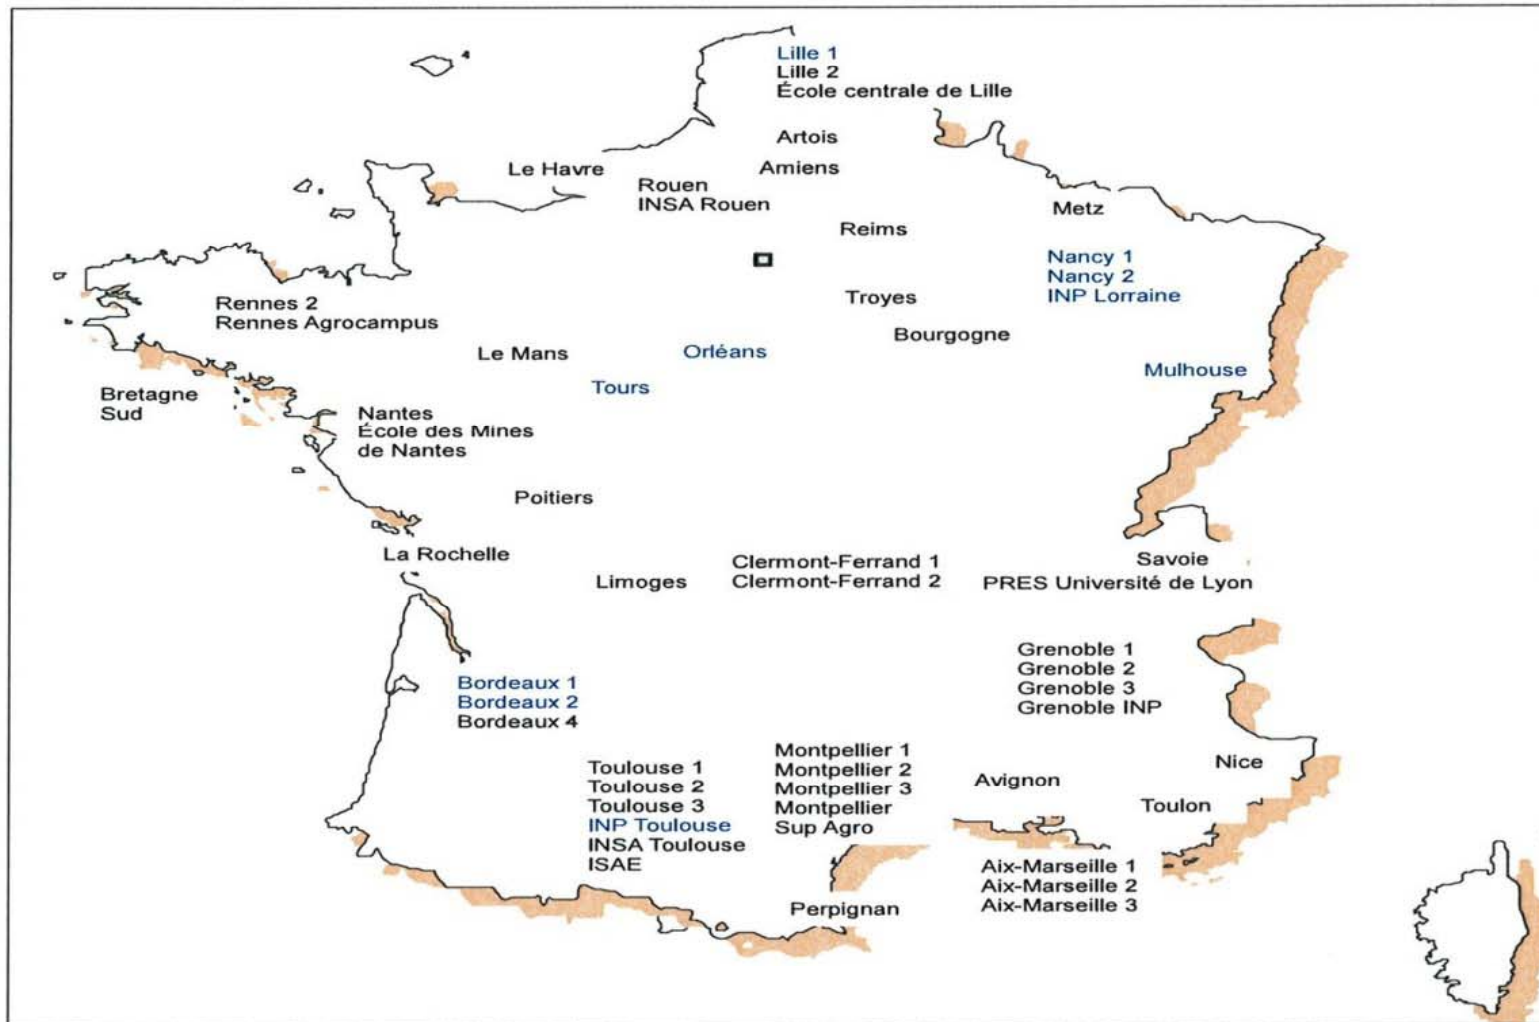 Lille 1
Lille 2
École centrale de Lille
Artois
Amiens
Le Havre
Rouen
INSA Rouen
Metz
Reims
Nancy 1
Nancy 2
INP Lorraine
Troyes
Bourgogne
Rennes 2
Rennes Agrocampus
Le Mans
Orléans
Tours
Mulhouse
Bretagne
Sud
Nantes
École des Mines
de Nantes
Poitiers
La Rochelle
Limoges
Clermont-Ferrand 1
Clermont-Ferrand 2
Savoie
PRES Université de Lyon
Grenoble 1
Grenoble 2
Grenoble 3
Grenoble INP
Bordeaux 1
Bordeaux 2
Bordeaux 4
Toulouse 1
Toulouse 2
Toulouse 3
INP Toulouse
INSA Toulouse
ISAE
Montpellier 1
Montpellier 2
Montpellier 3
Montpellier
Sup Agro
Avignon
Nice
Toulon
Aix-Marseille 1
Aix-Marseille 2
Aix-Marseille 3
Perpignan